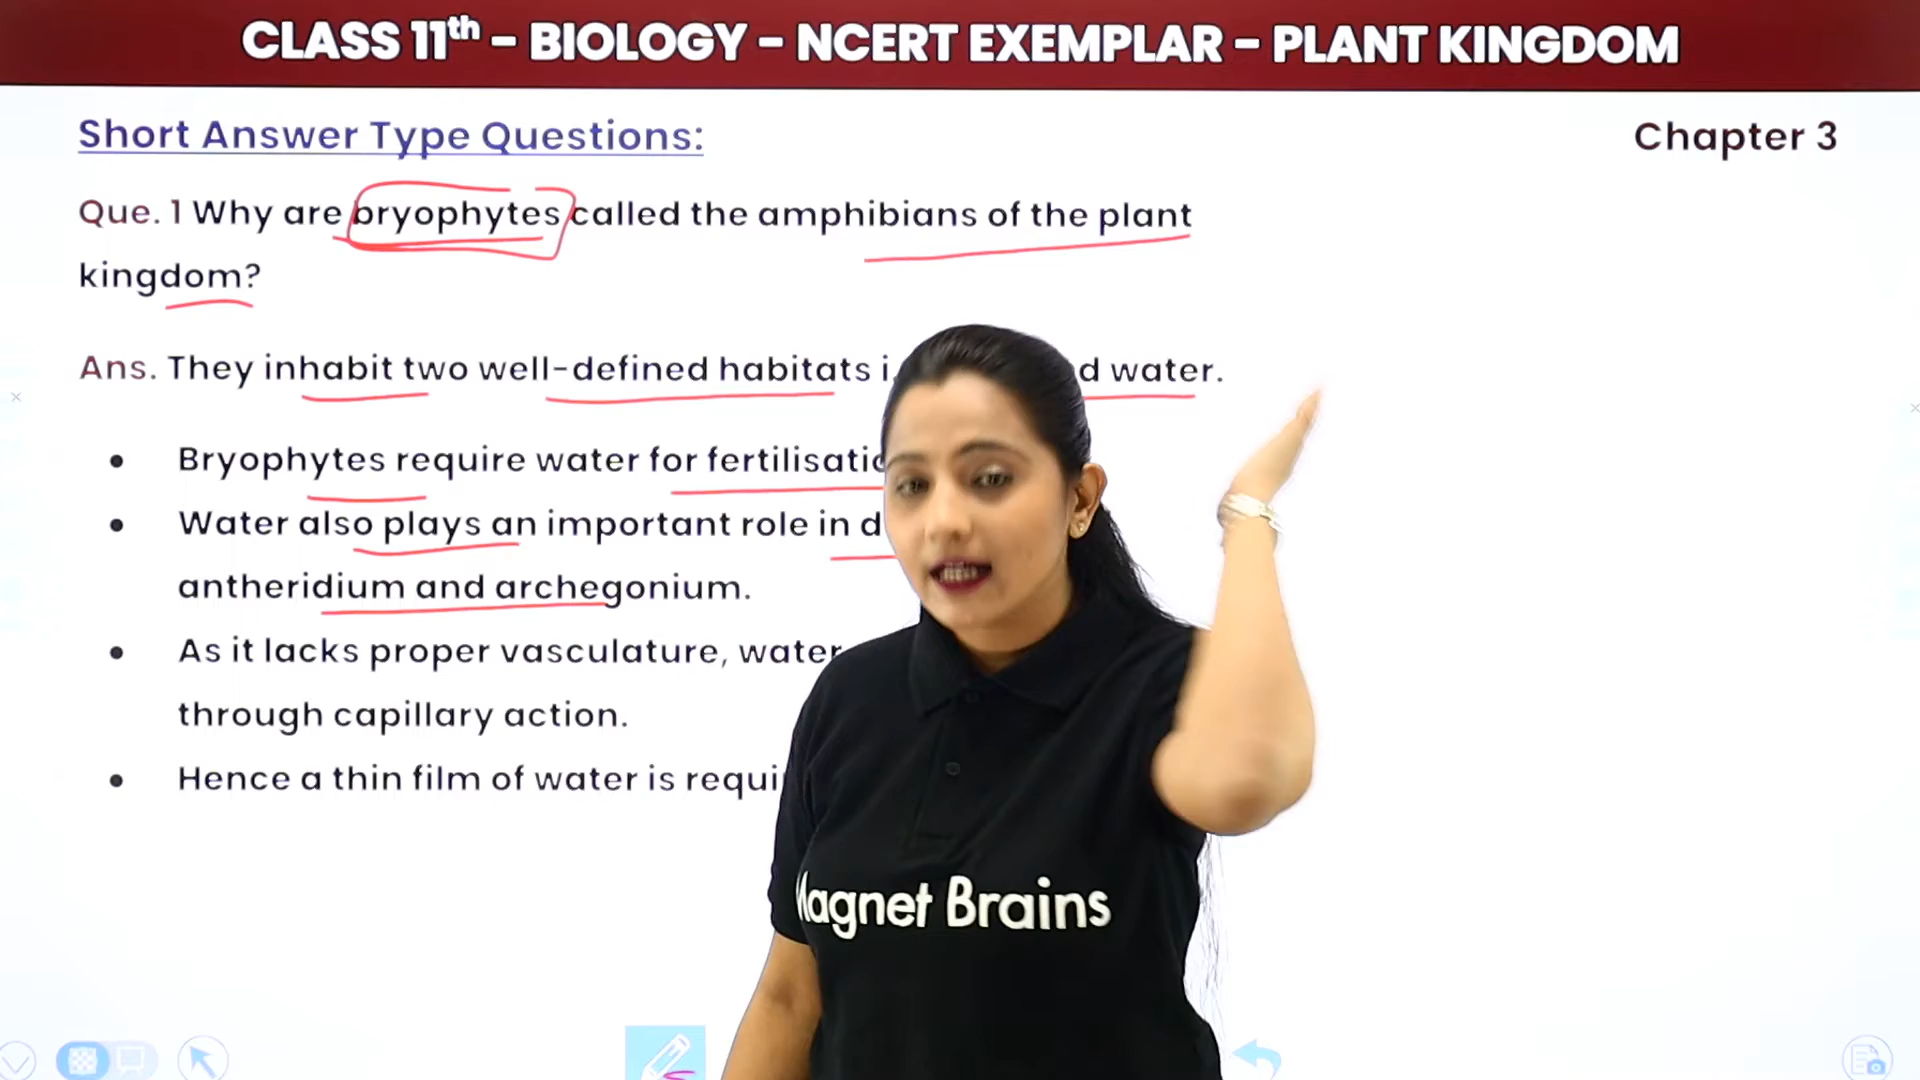 CLASS 11th - BIOLOGY - NCERT EXEMPLAR - PLANT KINGDOM
Short Answer Type Questions:
Chapter 3
Que. 1 Why are bryophytes called the amphibians of the plant
kingdom?
Ans. They inhabit two well-defined habitats water.
• Bryophytes require water for
• Water also plays an important role in
antheridium and archegonium.
• As it lacks proper vasculature, water
through capillary action.
• Hence a thin film of water is
Magnet Brains